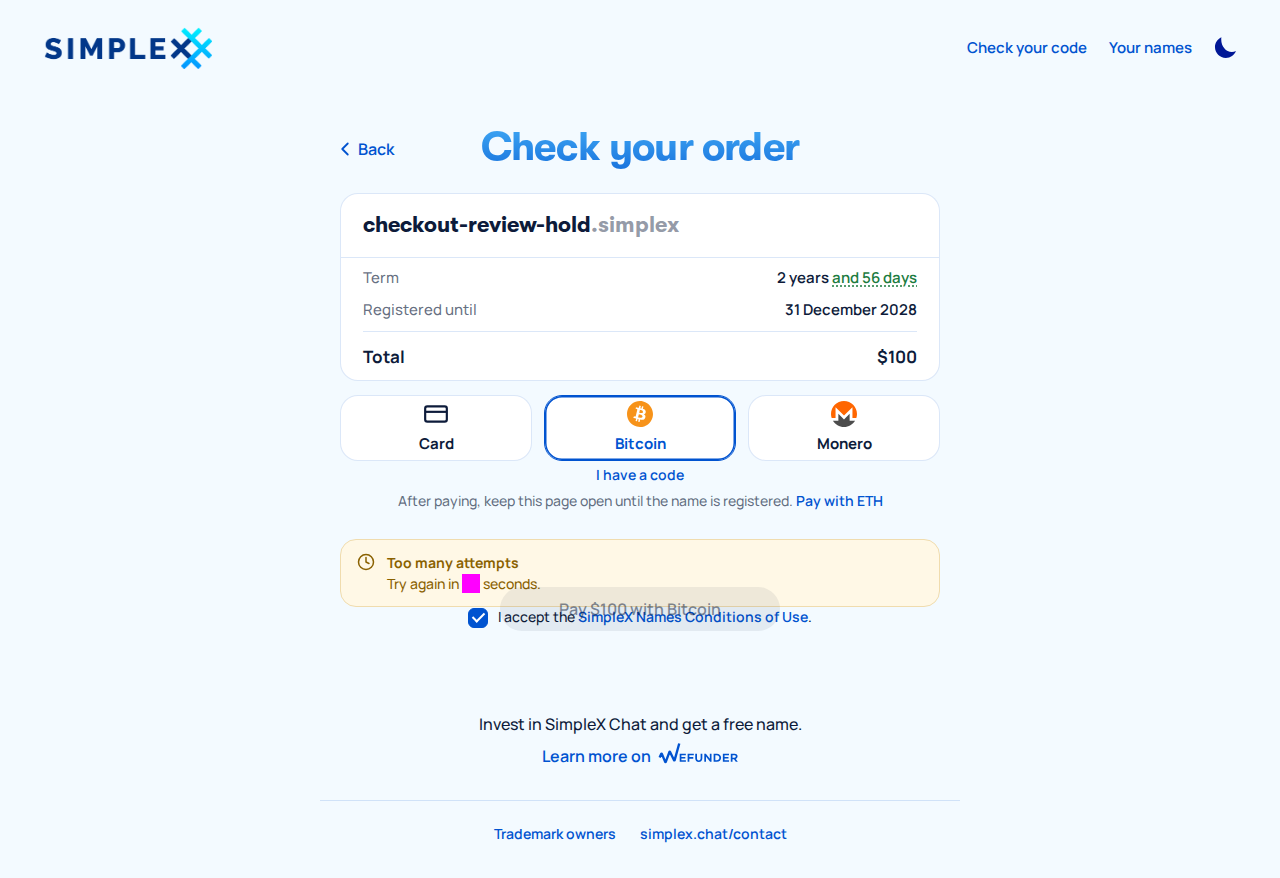 SIMPLEX
Check your code
Your names
Back
Check your order
checkout-review-hold.simplex
Term
2 years and 56 days
Registered until
31 December 2028
Total
$100
Card
Bitcoin
Monero
I have a code
After paying, keep this page open until the name is registered. Pay with ETH
Too many attempts
Try again in seconds.
Pay $100 with Bitcoin
I accept the SimpleX Names Conditions of Use.
Invest in SimpleX Chat and get a free name.
Learn more on WEFUNDER
Trademark owners
simplex.chat/contact